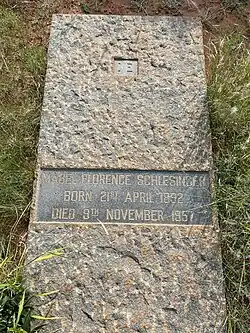 MABEL FLORENCE SCHLESINGER
BORN 21ST APRIL 1892
DIED 9TH NOVEMBER 1957